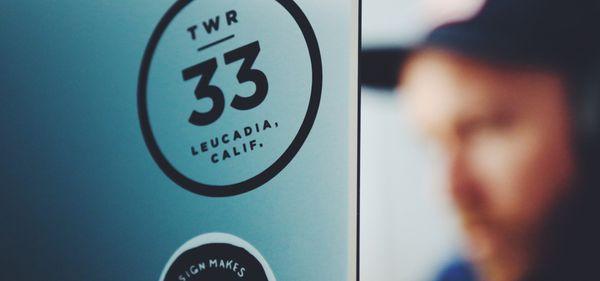 TWR
33
LEUCADIA,
CALIF.
SIGN MAKES